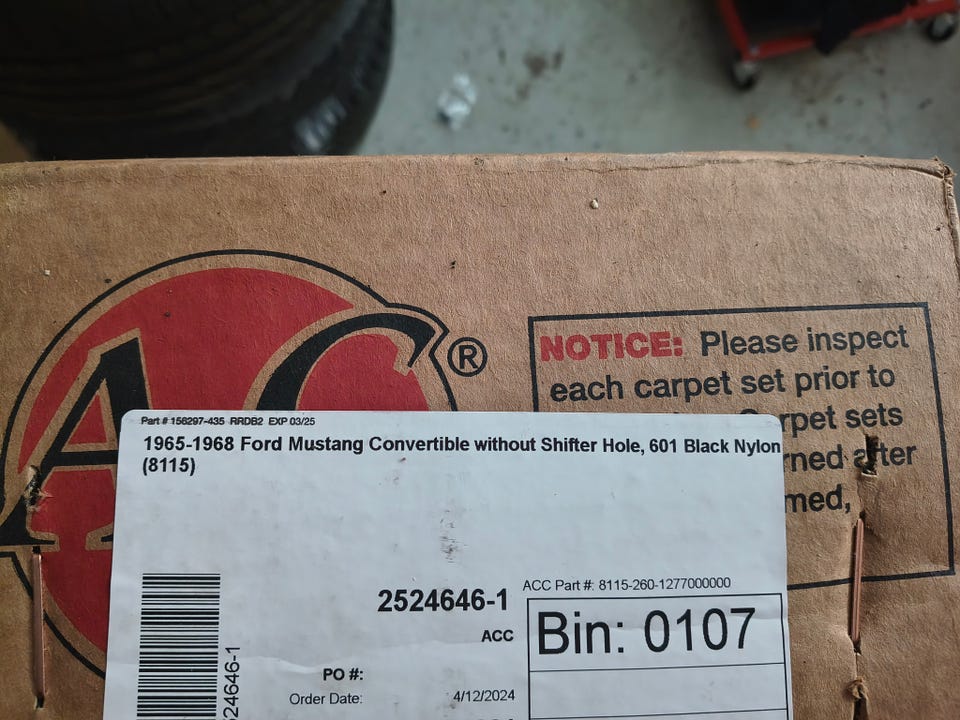 AC®
NOTICE: Please inspect
each carpet set prior to
rpet sets
rned after
med,
Part # 156297-435 RRDB2 EXP 03/25
1965-1968 Ford Mustang Convertible without Shifter Hole, 601 Black Nylon
(8115)
ACC Part #: 8115-260-1277000000
2524646-1
ACC
Bin: 0107
PO #:
Order Date: 4/12/2024
524646-1